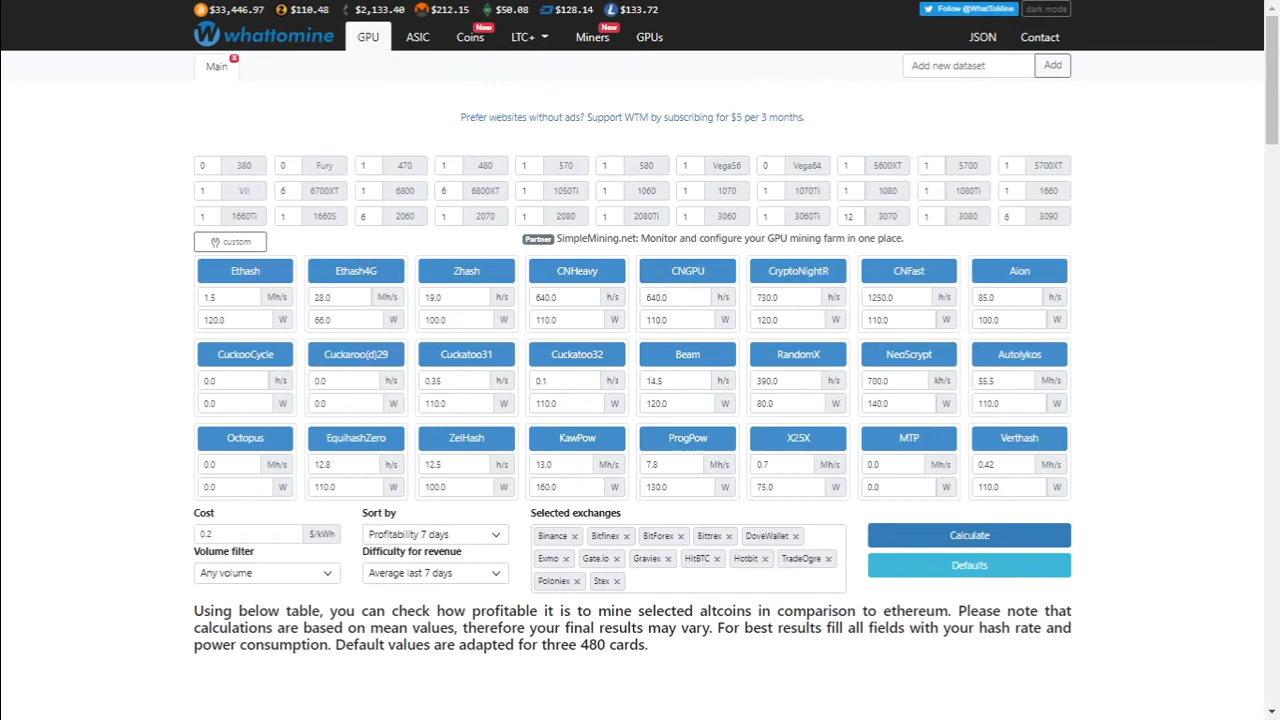 $33,446.97 $110.48 $2,133.40 $212.15 $50.08 $128.14 $133.72 Follow @WhatToMine dark mode
whattomine GPU ASIC Coins New LTC+ Miners New GPUs JSON Contact
Main x Add new dataset Add
Prefer websites without ads? Support WTM by subscribing for $5 per 3 months.
0 380 0 Fury 1 470 1 480 1 570 1 580 1 Vega56 0 Vega64 1 5600XT 1 5700 1 5700XT
1 VII 6 6700XT 1 6800 6 6800XT 1 1050Ti 1 1060 1 1070 1 1070Ti 1 1080 1 1080Ti 1 1660
1 1660Ti 1 1660S 6 2060 1 2070 1 2080 1 2080Ti 1 3060 1 3060Ti 12 3070 1 3080 6 3090
custom Partner SimpleMining.net: Monitor and configure your GPU mining farm in one place.
Ethash Ethash4G Zhash CNHeavy CNGPU CryptoNightR CNFast Aion
1.5 Mh/s 28.0 Mh/s 19.0 h/s 640.0 h/s 640.0 h/s 730.0 h/s 1250.0 h/s 85.0 h/s
120.0 W 66.0 W 100.0 W 110.0 W 110.0 W 120.0 W 110.0 W 100.0 W
CuckooCycle Cuckaroo(d)29 Cuckatoo31 Cuckatoo32 Beam RandomX NeoScrypt Autolykos
0.0 h/s 0.0 h/s 0.35 h/s 0.1 h/s 14.5 h/s 390.0 h/s 700.0 kh/s 55.5 Mh/s
0.0 W 0.0 W 110.0 W 110.0 W 120.0 W 80.0 W 140.0 W 110.0 W
Octopus EquihashZero ZelHash KawPow ProgPow X25X MTP Verthash
0.0 Mh/s 12.8 h/s 12.5 h/s 13.0 Mh/s 7.8 Mh/s 0.7 Mh/s 0.0 Mh/s 0.42 Mh/s
0.0 W 110.0 W 100.0 W 160.0 W 130.0 W 75.0 W 0.0 W 110.0 W
Cost Sort by Selected exchanges
0.2 $/kWh Profitability 7 days Binance × Bitfinex × BitForex × Bittrex × DoveWallet × Calculate
Volume filter Difficulty for revenue Exmo × Gate.io × Graviex × HitBTC × Hotbit × TradeOgre × Defaults
Any volume Average last 7 days Poloniex × Stex ×
Using below table, you can check how profitable it is to mine selected altcoins in comparison to ethereum. Please note that
calculations are based on mean values, therefore your final results may vary. For best results fill all fields with your hash rate and
power consumption. Default values are adapted for three 480 cards.